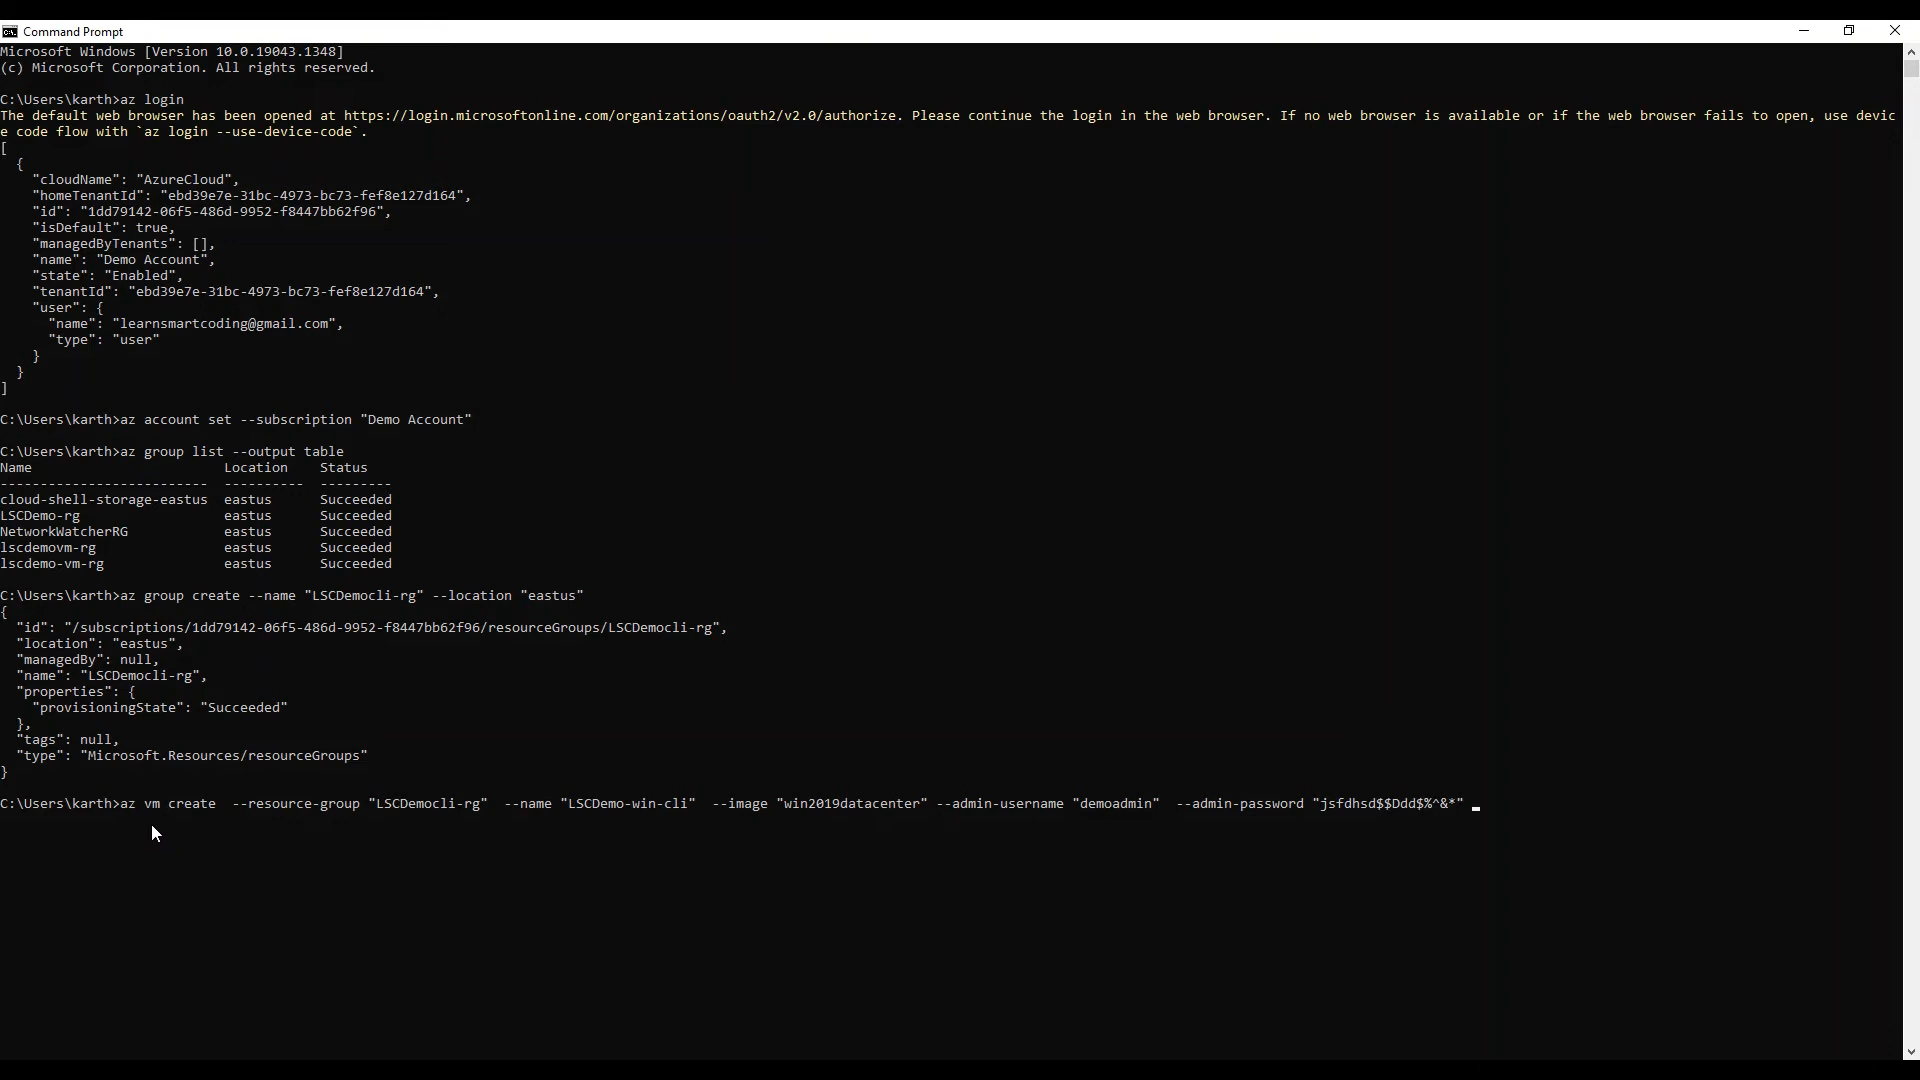 Command Prompt
Microsoft Windows [Version 10.0.19043.1348]
(c) Microsoft Corporation. All rights reserved.
C:\Users\karth>az login
The default web browser has been opened at https://login.microsoftonline.com/organizations/oauth2/v2.0/authorize. Please continue the login in the web browser. If no web browser is available or if the web browser fails to open, use devic
e code flow with `az login --use-device-code`.
[
  {
    "cloudName": "AzureCloud",
    "homeTenantId": "ebd39e7e-31bc-4973-bc73-fef8e127d164",
    "id": "1dd79142-06f5-486d-9952-f8447bb62f96",
    "isDefault": true,
    "managedByTenants": [],
    "name": "Demo Account",
    "state": "Enabled",
    "tenantId": "ebd39e7e-31bc-4973-bc73-fef8e127d164",
    "user": {
      "name": "learnsmartcoding@gmail.com",
      "type": "user"
    }
  }
]
C:\Users\karth>az account set --subscription "Demo Account"
C:\Users\karth>az group list --output table
Name                        Location    Status
--------------------------  ----------  ---------
cloud-shell-storage-eastus  eastus      Succeeded
LSCDemo-rg                  eastus      Succeeded
NetworkWatcherRG            eastus      Succeeded
lscdemovm-rg                eastus      Succeeded
lscdemo-vm-rg               eastus      Succeeded
C:\Users\karth>az group create --name "LSCDemocli-rg" --location "eastus"
{
  "id": "/subscriptions/1dd79142-06f5-486d-9952-f8447bb62f96/resourceGroups/LSCDemocli-rg",
  "location": "eastus",
  "managedBy": null,
  "name": "LSCDemocli-rg",
  "properties": {
    "provisioningState": "Succeeded"
  },
  "tags": null,
  "type": "Microsoft.Resources/resourceGroups"
}
C:\Users\karth>az vm create  --resource-group "LSCDemocli-rg"  --name "LSCDemo-win-cli"  --image "win2019datacenter" --admin-username "demoadmin"  --admin-password "jsfdhsd$$Ddd$%^&*"